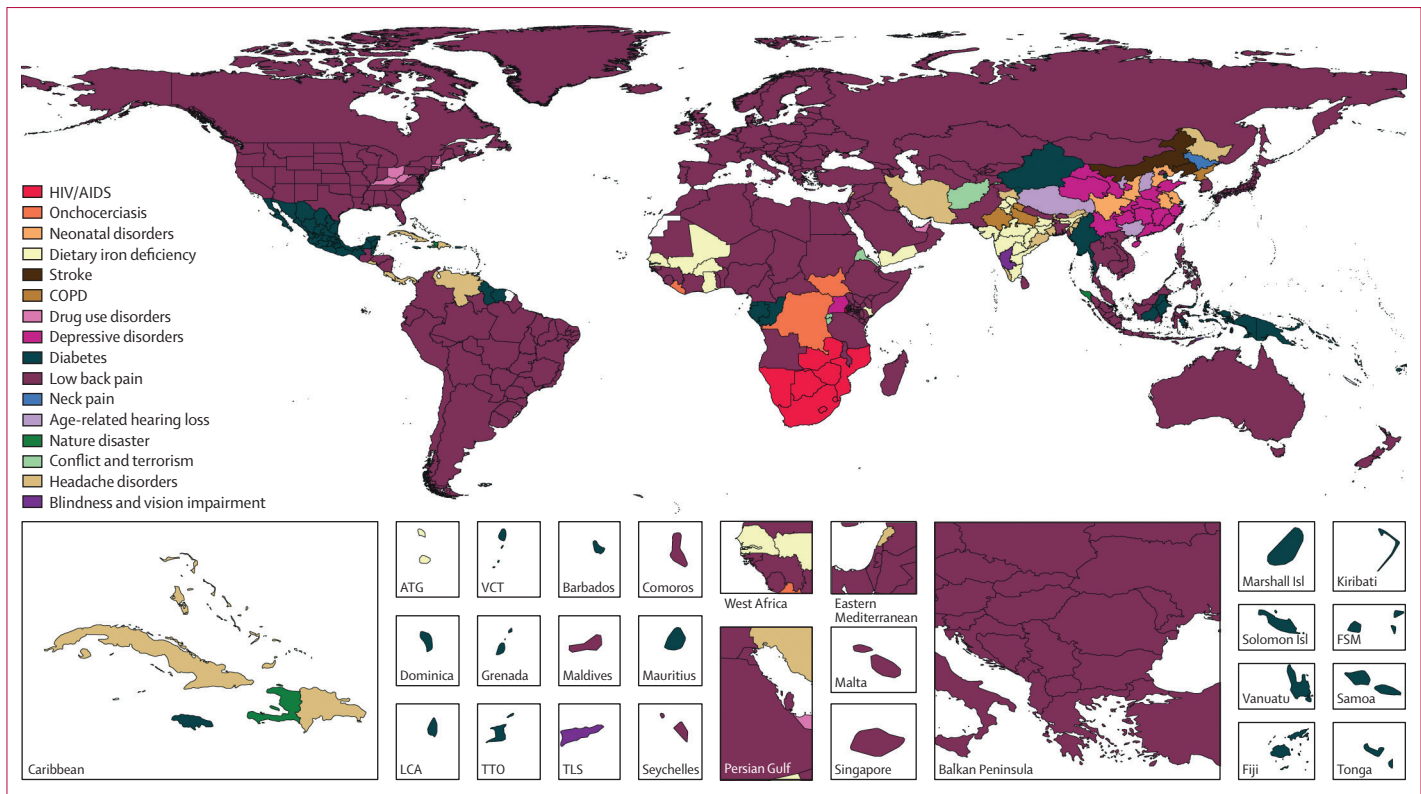 HIV/AIDS
Onchocerciasis
Neonatal disorders
Dietary iron deficiency
Stroke
COPD
Drug use disorders
Depressive disorders
Diabetes
Low back pain
Neck pain
Age-related hearing loss
Nature disaster
Conflict and terrorism
Headache disorders
Blindness and vision impairment
Caribbean
ATG
VCT
Barbados
Comoros
Dominica
Grenada
Maldives
Mauritius
LCA
TTO
TLS
Seychelles
West Africa
Eastern
Mediterranean
Persian Gulf
Malta
Singapore
Balkan Peninsula
Marshall Isl
Kiribati
Solomon Isl
FSM
Vanuatu
Samoa
Fiji
Tonga